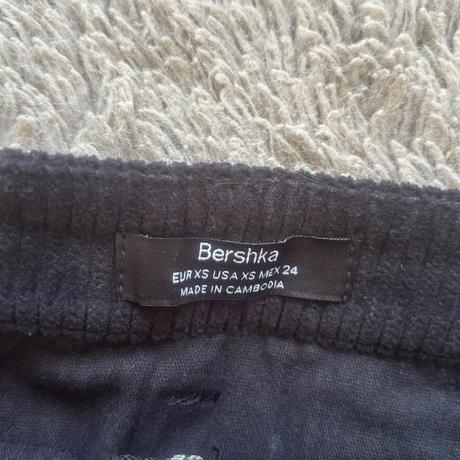 Bershka
EUR XS USA XS MEX 24
MADE IN CAMBODIA